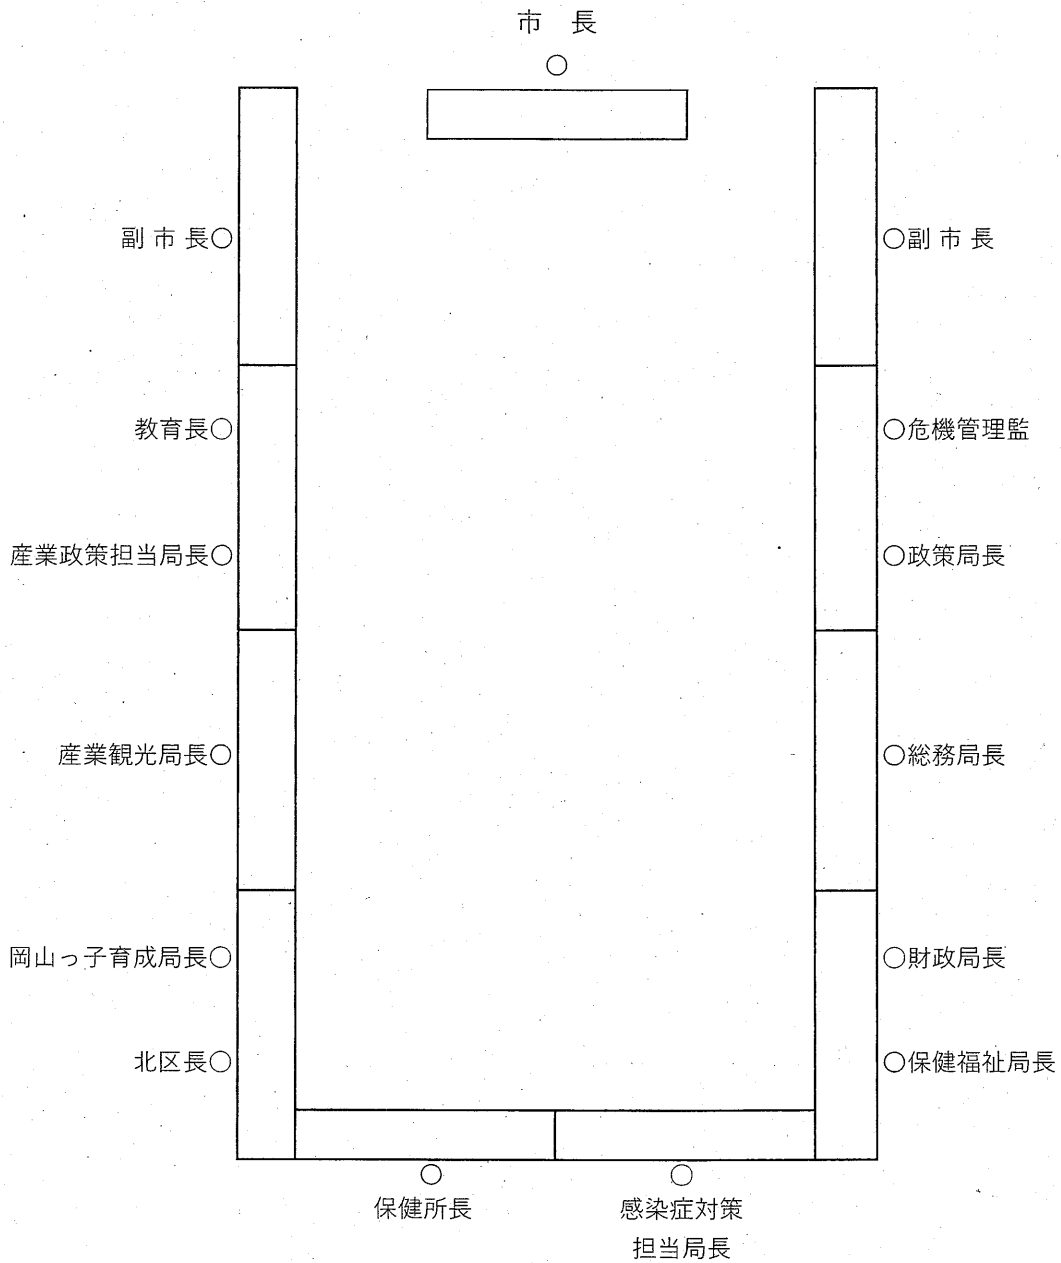 市 長
○
副 市 長○
○副 市 長
教育長○
○危機管理監
産業政策担当局長○
○政策局長
産業観光局長○
○総務局長
岡山っ子育成局長○
○財政局長
北区長○
○保健福祉局長
○
○
保健所長
感染症対策
担当局長